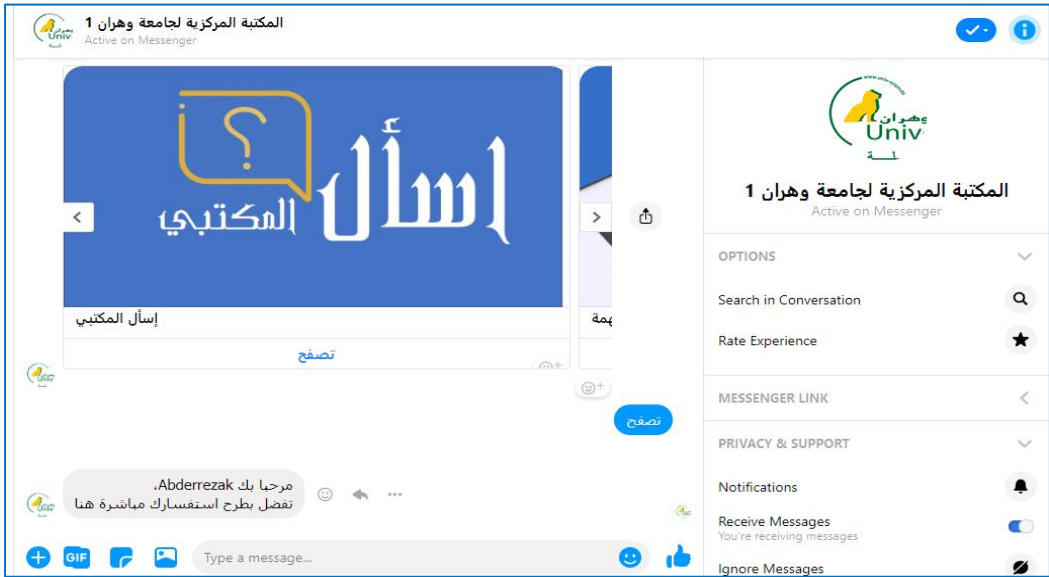 المكتبة المركزية لجامعة وهران 1
Active on Messenger
اسأل
المكتبي
إسأل المكتبي
تصفح
همة
تصفح
مرحبا بك Abderrezak،
تفضل بطرح استفسارك مباشرة هنا
GIF
Type a message...
وهران
Univ
المكتبة المركزية لجامعة وهران 1
Active on Messenger
OPTIONS
Search in Conversation
Rate Experience
MESSENGER LINK
PRIVACY & SUPPORT
Notifications
Receive Messages
You're receiving messages
Ignore Messages